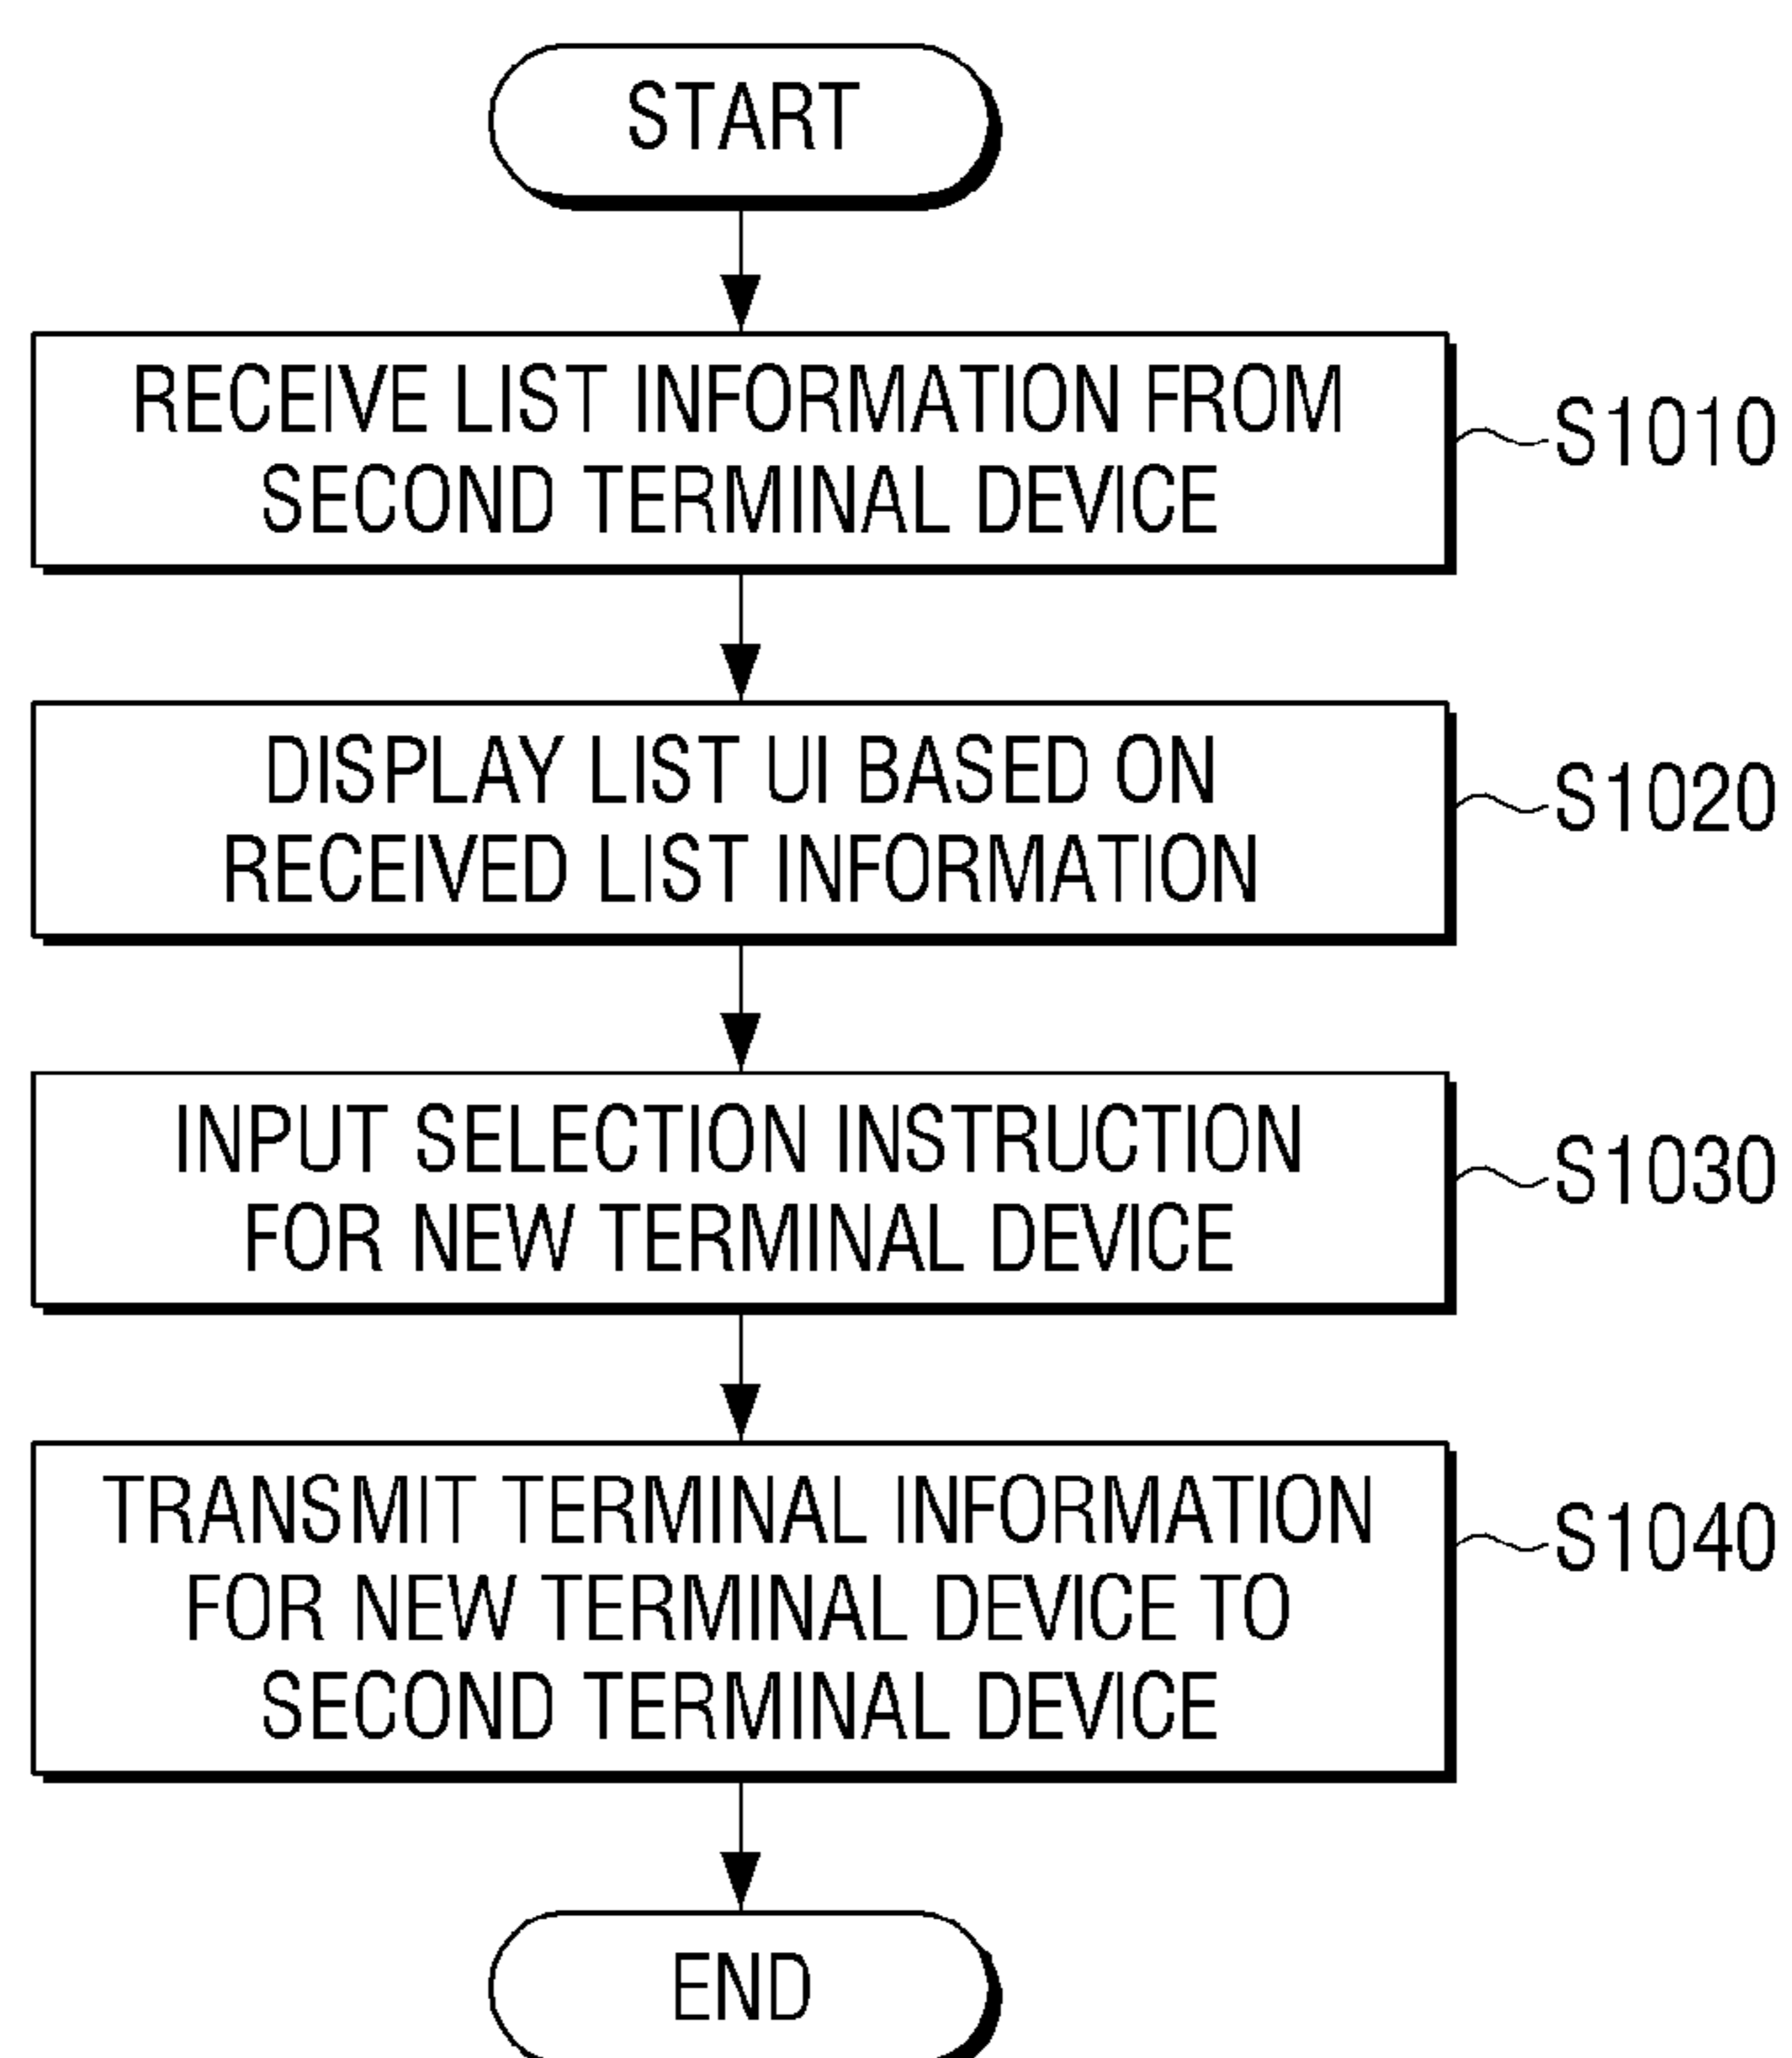 START
RECEIVE LIST INFORMATION FROM
SECOND TERMINAL DEVICE
S1010
DISPLAY LIST UI BASED ON
RECEIVED LIST INFORMATION
S1020
INPUT SELECTION INSTRUCTION
FOR NEW TERMINAL DEVICE
S1030
TRANSMIT TERMINAL INFORMATION
FOR NEW TERMINAL DEVICE TO
SECOND TERMINAL DEVICE
S1040
END